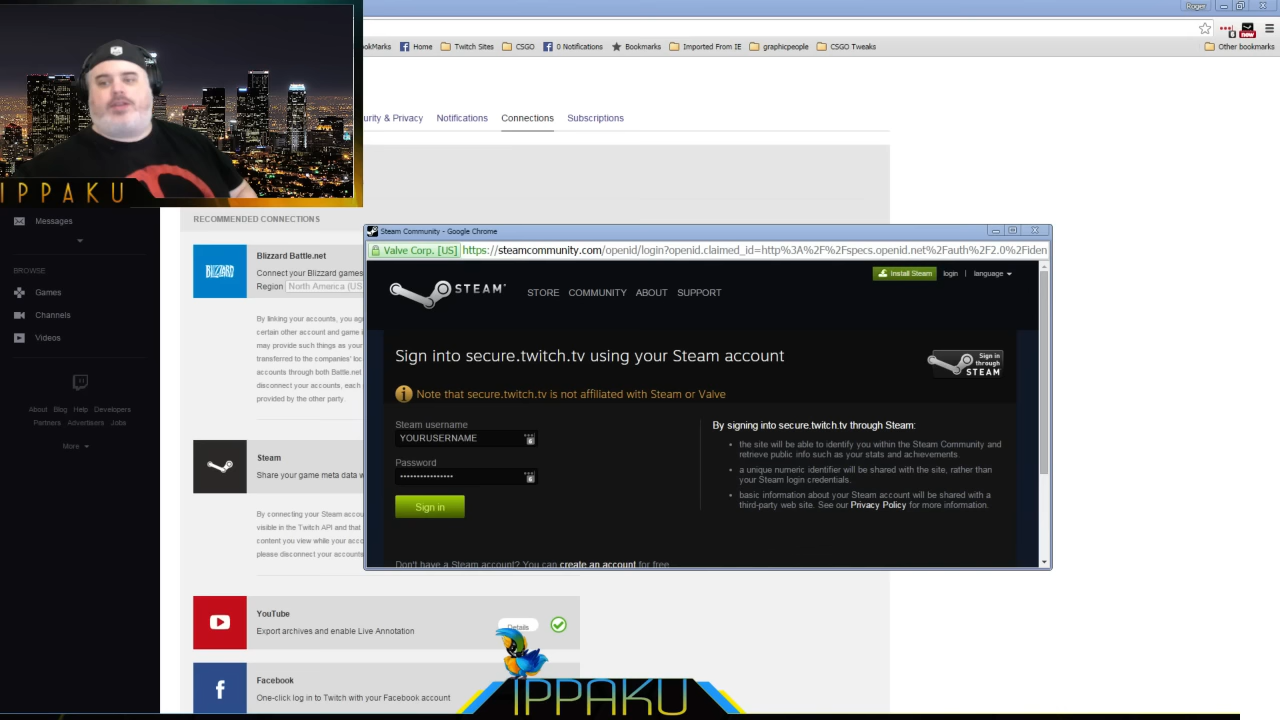 Roger
new
okMarks
Home
Twitch Sites
CSGO
0 Notifications
Bookmarks
Imported From IE
graphicpeople
CSGO Tweaks
Other bookmarks
urity & Privacy
Notifications
Connections
Subscriptions
IPPAKU
Messages
BROWSE
Games
Channels
Videos
About Blog Help Developers
Partners Advertisers Jobs
More
RECOMMENDED CONNECTIONS
BLIZZARD
Blizzard Battle.net
Connect your Blizzard games
Region North America (US
By linking your accounts, you ag
certain other account and game i
may provide such things as your
transferred to the companies' loc
accounts through both Battle.net
disconnect your accounts, each
provided by the other party.
Steam
Share your game meta data w
By connecting your Steam accou
visible in the Twitch API and that
content you view while your acco
please disconnect your accounts
YouTube
Export archives and enable Live Annotation
Details
Facebook
One-click log in to Twitch with your Facebook account
Steam Community - Google Chrome
Valve Corp. [US] https://steamcommunity.com/openid/login?openid.claimed_id=http%3A%2F%2Fspecs.openid.net%2Fauth%2F2.0%2Fiden
Install Steam
login | language
STEAM
STORE COMMUNITY ABOUT SUPPORT
Sign into secure.twitch.tv using your Steam account
Sign in
through
STEAM
Note that secure.twitch.tv is not affiliated with Steam or Valve
Steam username
YOURUSERNAME
Password
Sign in
Don't have a Steam account? You can create an account for free
By signing into secure.twitch.tv through Steam:
the site will be able to identify you within the Steam Community and
retrieve public info such as your stats and achievements.
a unique numeric identifier will be shared with the site, rather than
your Steam login credentials.
basic information about your Steam account will be shared with a
third-party web site. See our Privacy Policy for more information.
IPPAKU